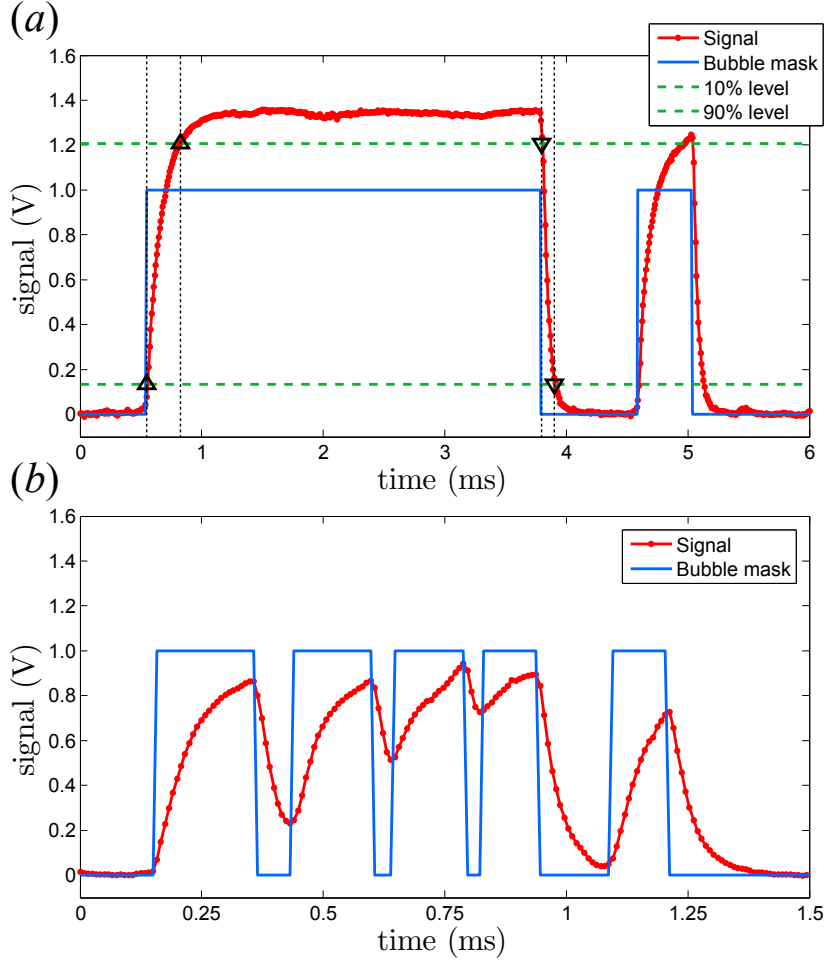 (a)
Signal
Bubble mask
10% level
90% level
1.6
1.4
1.2
1.0
0.8
0.6
0.4
0.2
0
signal (V)
0 1 2 3 4 5 6
time (ms)
(b)
Signal
Bubble mask
1.6
1.4
1.2
1.0
0.8
0.6
0.4
0.2
0
signal (V)
0 0.25 0.5 0.75 1 1.25 1.5
time (ms)